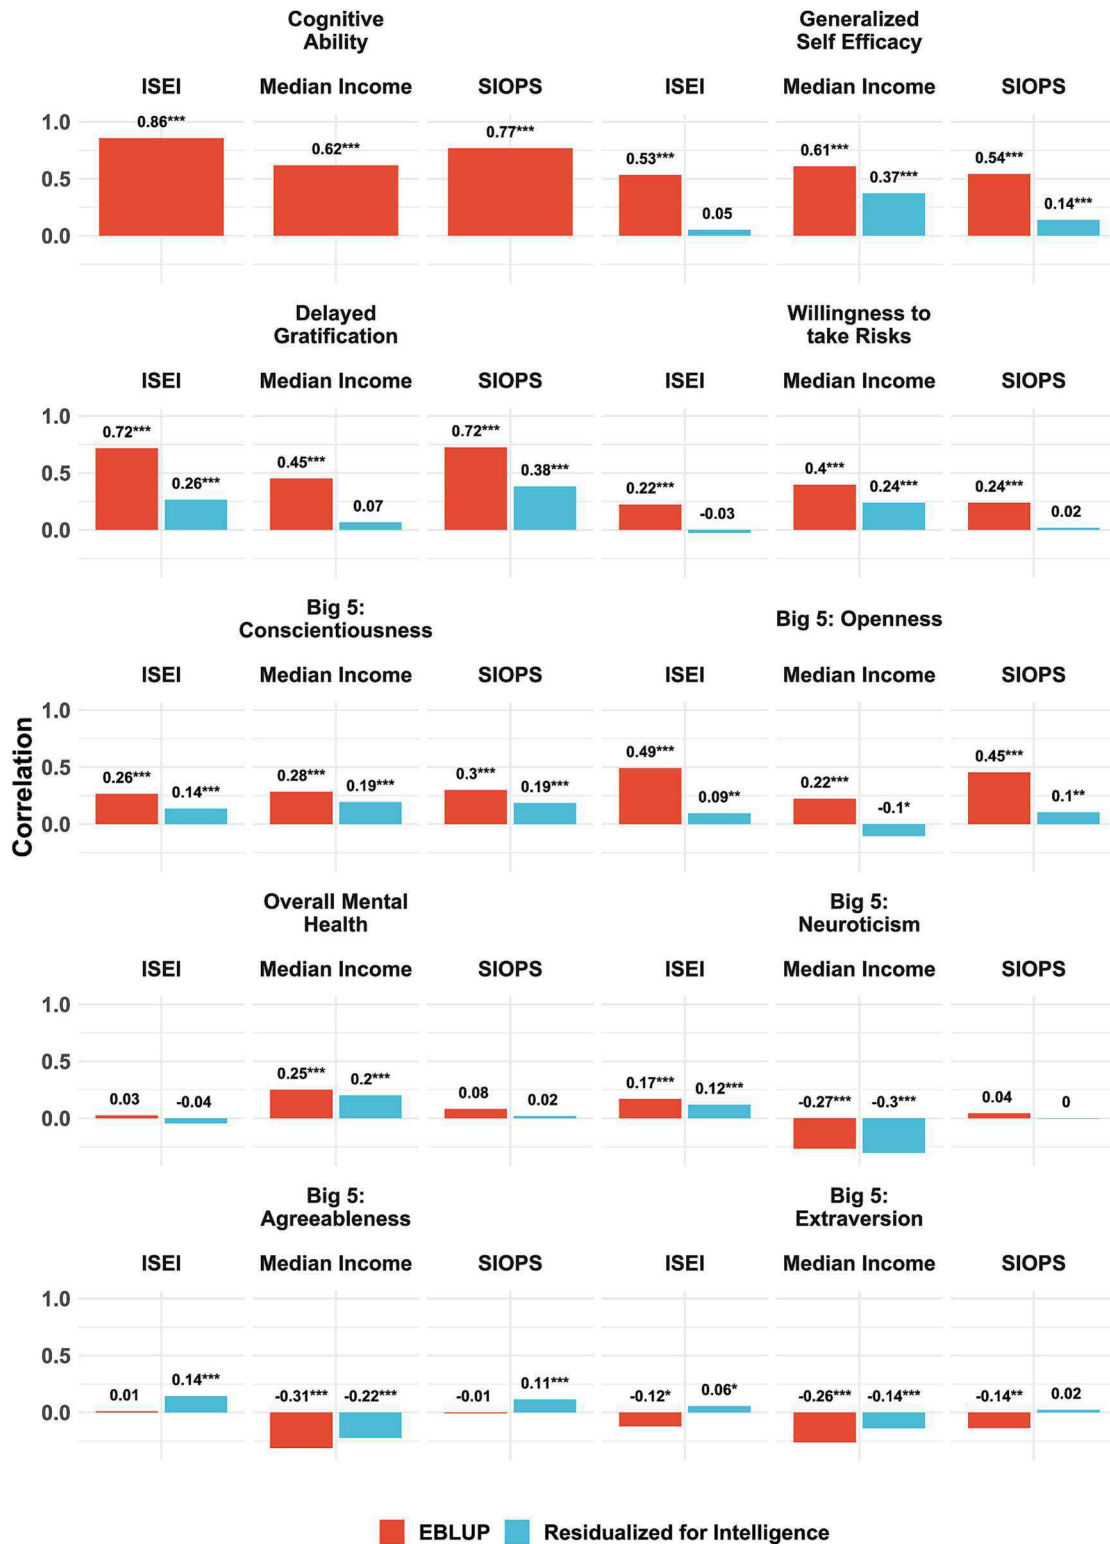 Cognitive
Ability
Generalized
Self Efficacy
ISEI Median Income SIOPS ISEI Median Income SIOPS
1.0
0.5
0.0
0.86*** 0.62*** 0.77*** 0.53*** 0.05 0.61*** 0.37*** 0.54*** 0.14***
Delayed
Gratification
Willingness to
take Risks
ISEI Median Income SIOPS ISEI Median Income SIOPS
1.0
0.5
0.0
0.72*** 0.26*** 0.45*** 0.07 0.72*** 0.38*** 0.22*** -0.03 0.4*** 0.24*** 0.24*** 0.02
Big 5:
Conscientiousness
Big 5: Openness
ISEI Median Income SIOPS ISEI Median Income SIOPS
Correlation
1.0
0.5
0.0
0.26*** 0.14*** 0.28*** 0.19*** 0.3*** 0.19*** 0.49*** 0.09** 0.22*** -0.1* 0.45*** 0.1**
Overall Mental
Health
Big 5:
Neuroticism
ISEI Median Income SIOPS ISEI Median Income SIOPS
1.0
0.5
0.0
0.03 -0.04 0.25*** 0.2*** 0.08 0.02 0.17*** 0.12*** -0.27*** -0.3*** 0.04 0
Big 5:
Agreeableness
Big 5:
Extraversion
ISEI Median Income SIOPS ISEI Median Income SIOPS
1.0
0.5
0.0
0.01 0.14*** -0.31*** -0.22*** -0.01 0.11*** -0.12* 0.06* -0.26*** -0.14*** -0.14** 0.02
EBLUP Residualized for Intelligence